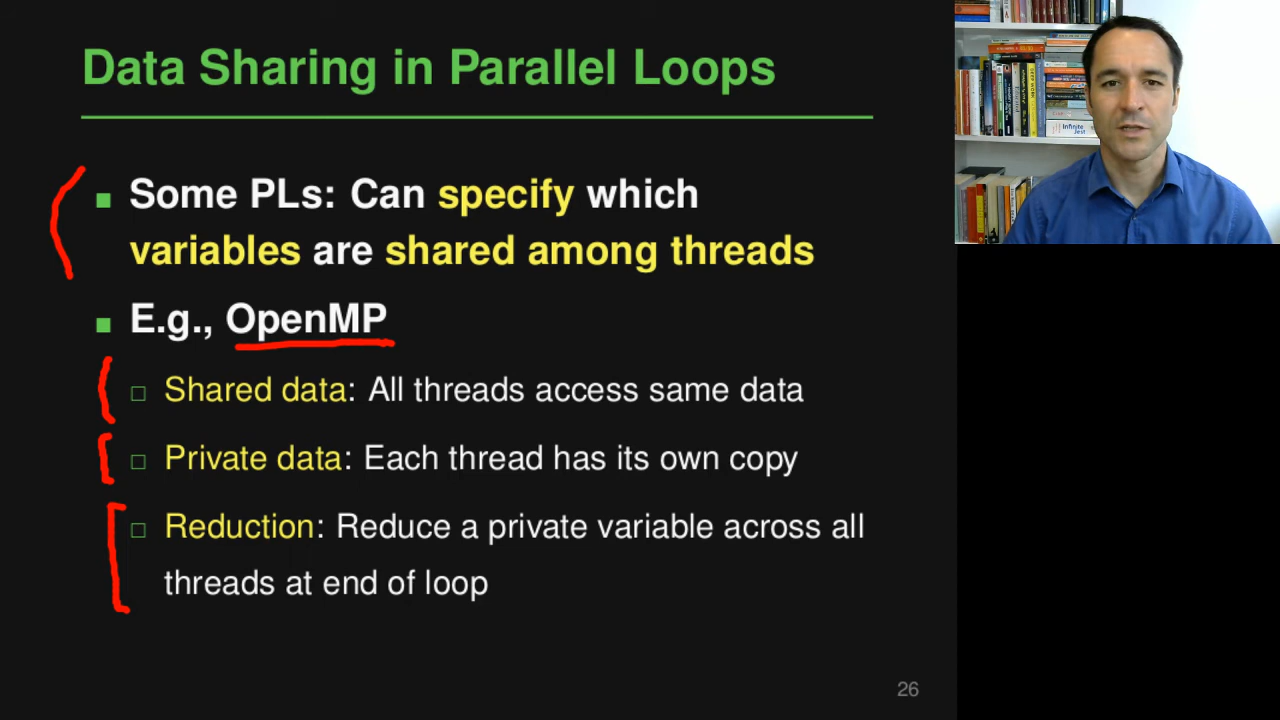 Data Sharing in Parallel Loops
Some PLs: Can specify which
variables are shared among threads
E.g., OpenMP
Shared data: All threads access same data
Private data: Each thread has its own copy
Reduction: Reduce a private variable across all
threads at end of loop
26
Infinite
Jest